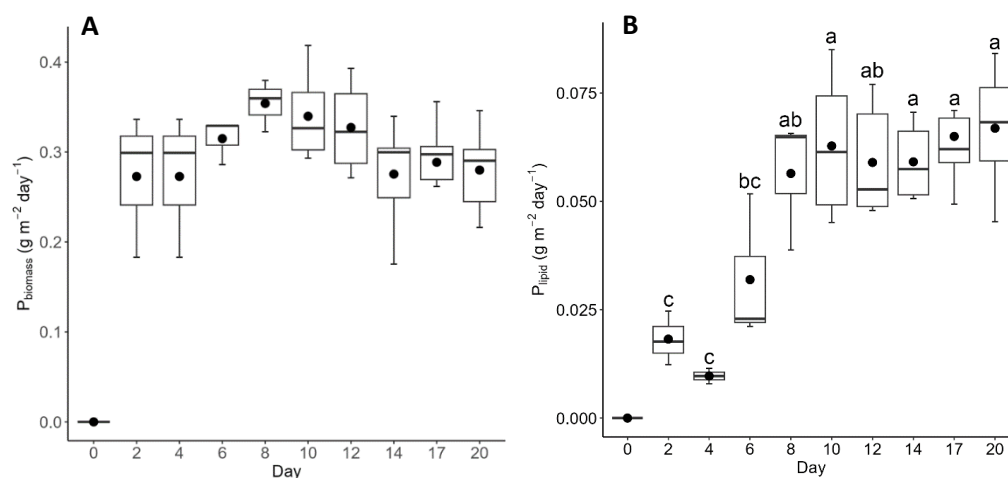 A
0.4
0.3
0.2
0.1
0.0
P_biomass (g m⁻² day⁻¹)
0 2 4 6 8 10 12 14 17 20
Day
B
0.075
0.050
0.025
0.000
P_lipid (g m⁻² day⁻¹)
c c bc ab a ab a a a
0 2 4 6 8 10 12 14 17 20
Day